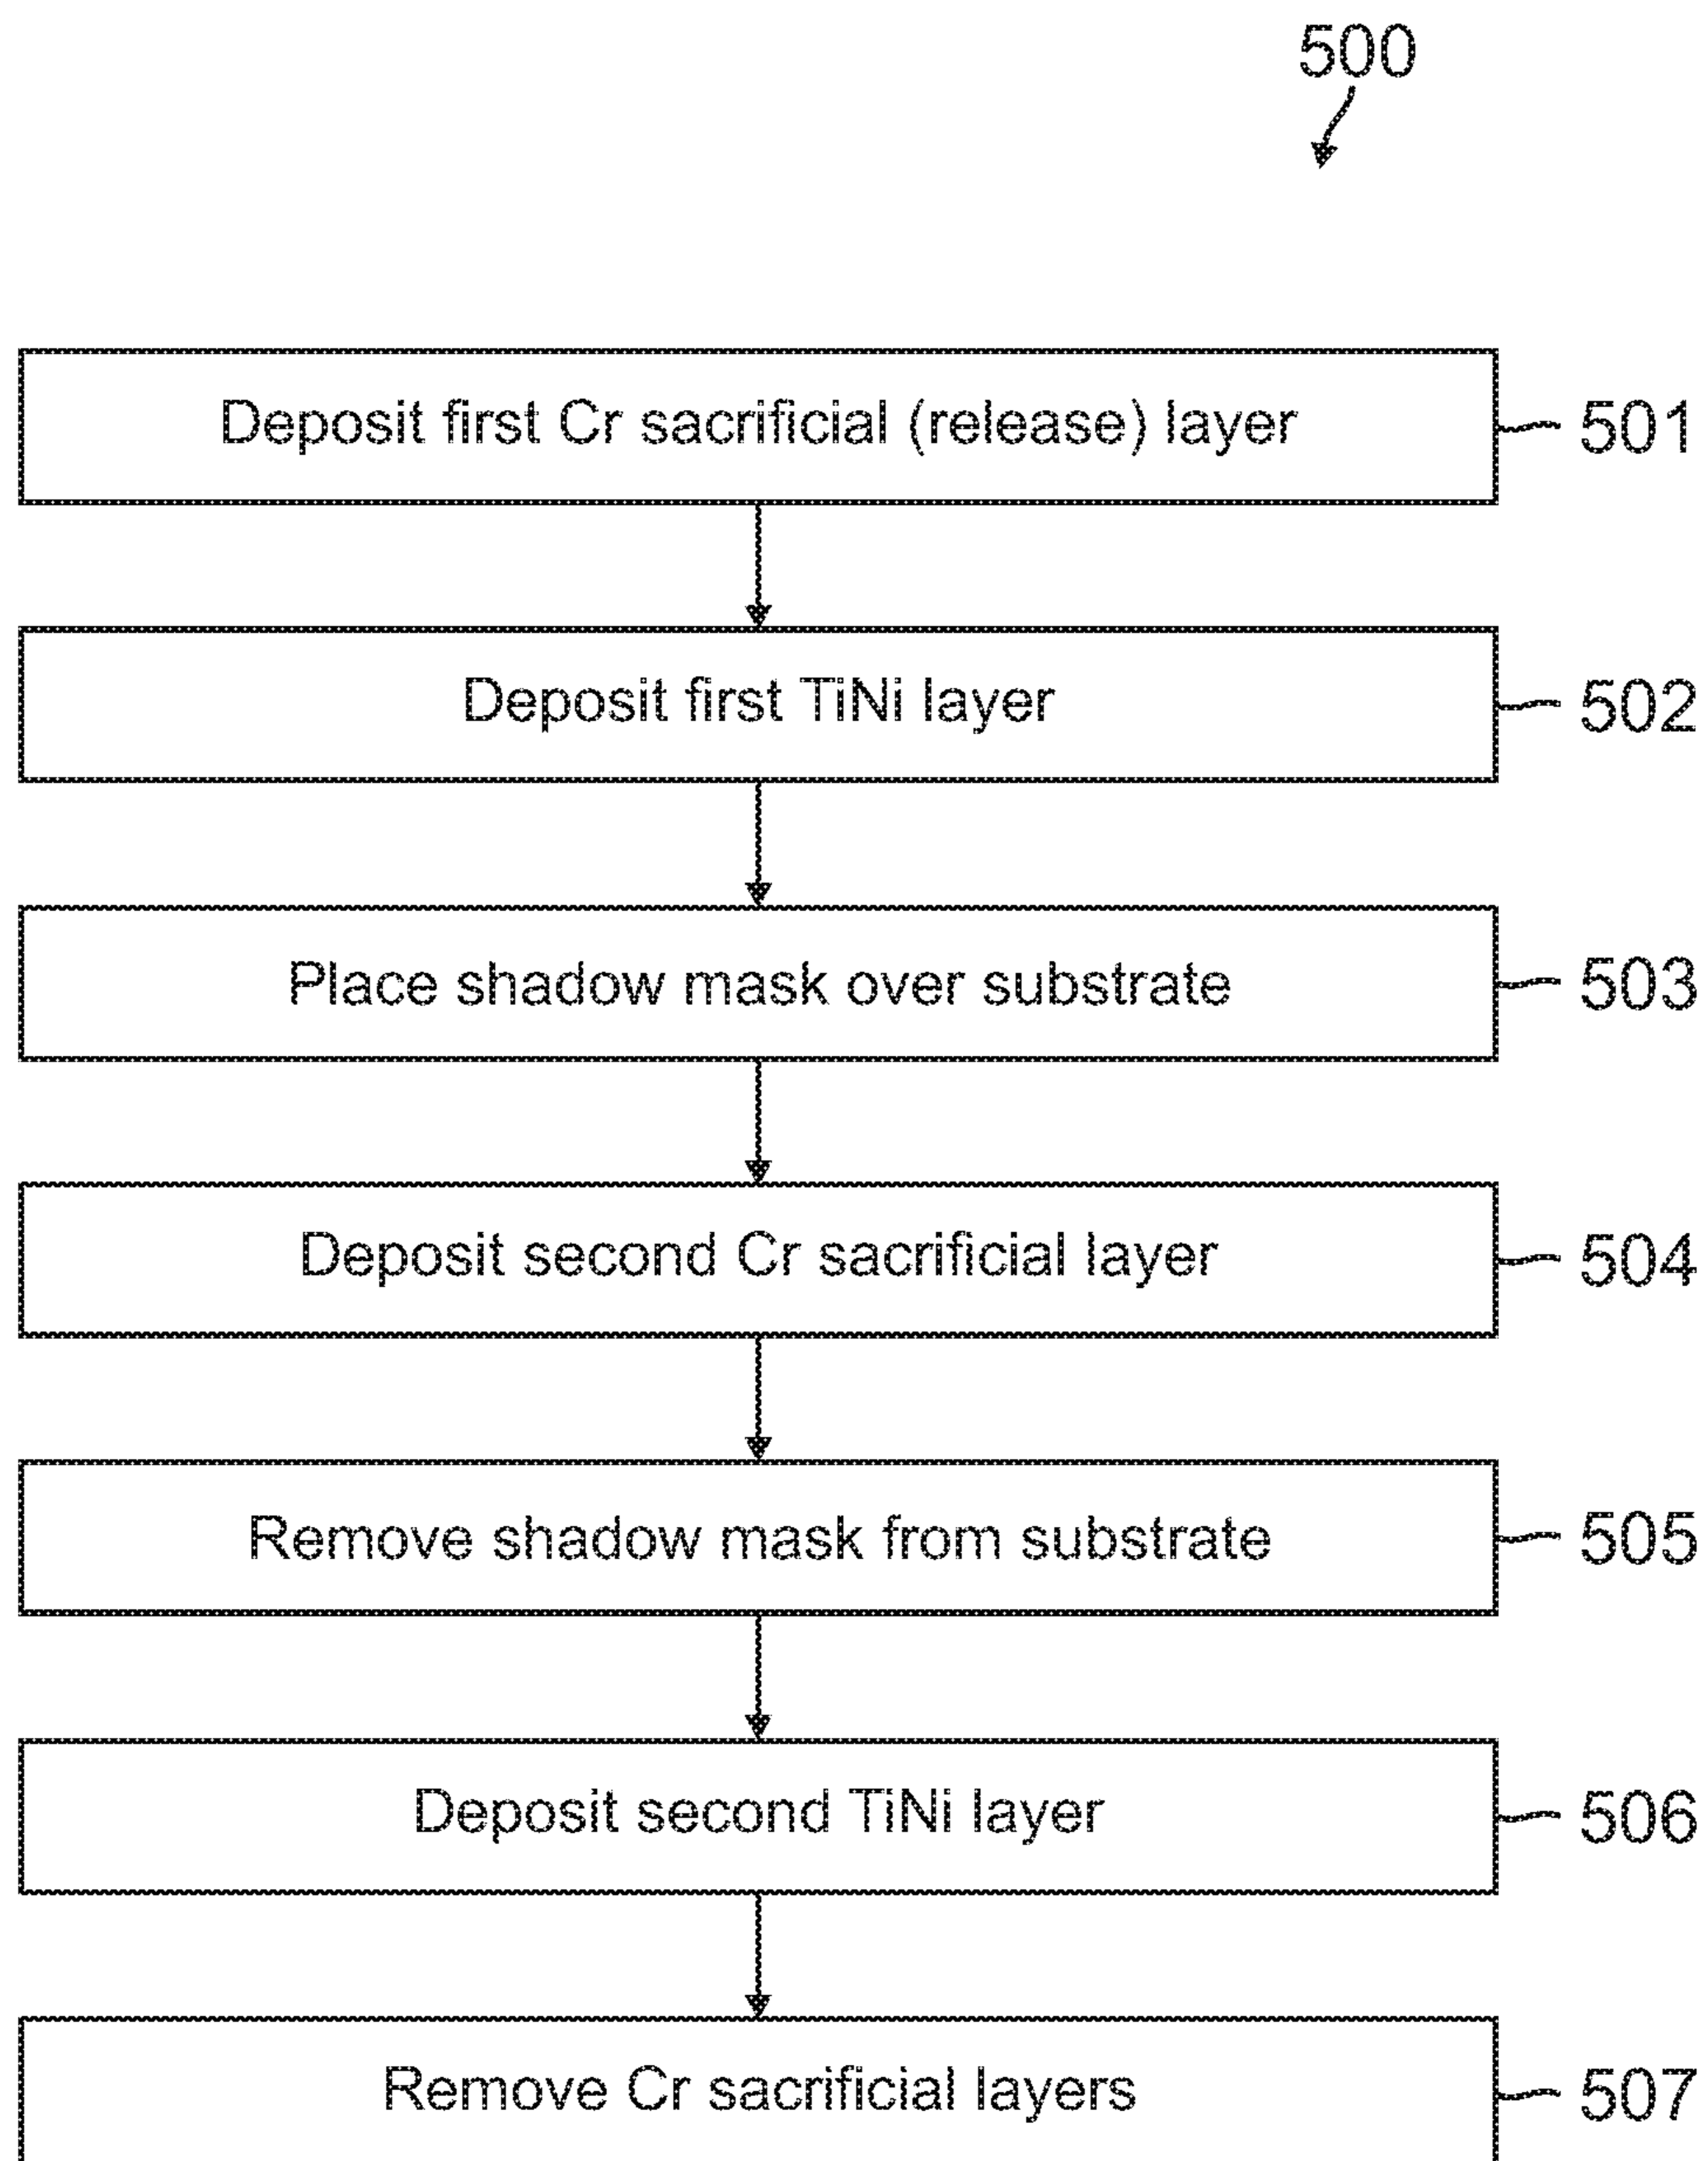 500
Deposit first Cr sacrificial (release) layer
501
Deposit first TiNi layer
502
Place shadow mask over substrate
503
Deposit second Cr sacrificial layer
504
Remove shadow mask from substrate
505
Deposit second TiNi layer
506
Remove Cr sacrificial layers
507